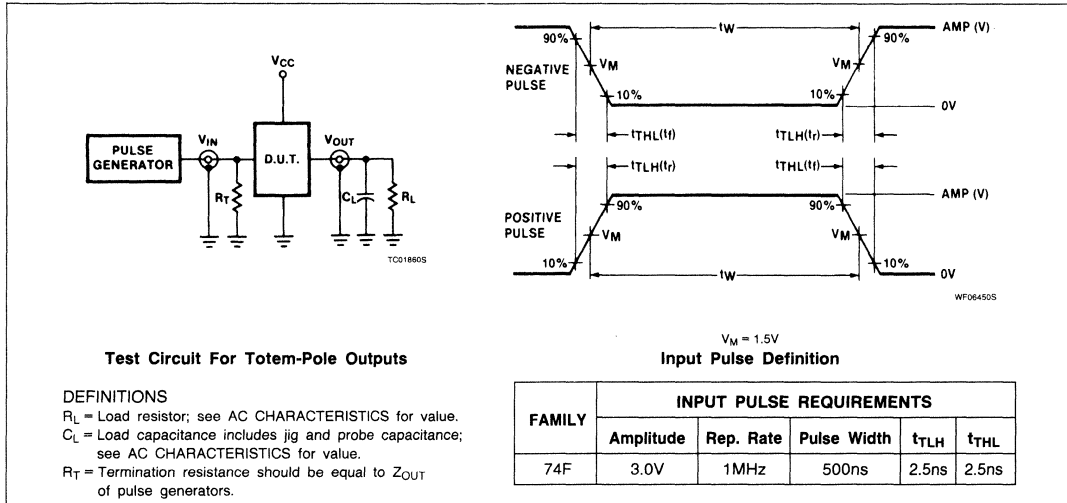 VCC
VIN
VOUT
PULSE
GENERATOR
D.U.T.
RT
CL
RL
TC01860S
Test Circuit For Totem-Pole Outputs
DEFINITIONS
RL = Load resistor; see AC CHARACTERISTICS for value.
CL = Load capacitance includes jig and probe capacitance;
see AC CHARACTERISTICS for value.
RT = Termination resistance should be equal to ZOUT
of pulse generators.
tW
AMP (V)
90%
90%
NEGATIVE
PULSE
VM
VM
10%
10%
0V
tTHL(tf)
tTLH(tr)
tTLH(tr)
tTHL(tf)
AMP (V)
90%
90%
POSITIVE
PULSE
VM
VM
10%
10%
tW
0V
WF06450S
VM = 1.5V
Input Pulse Definition
FAMILY
INPUT PULSE REQUIREMENTS
Amplitude Rep. Rate Pulse Width tTLH tTHL
74F 3.0V 1MHz 500ns 2.5ns 2.5ns